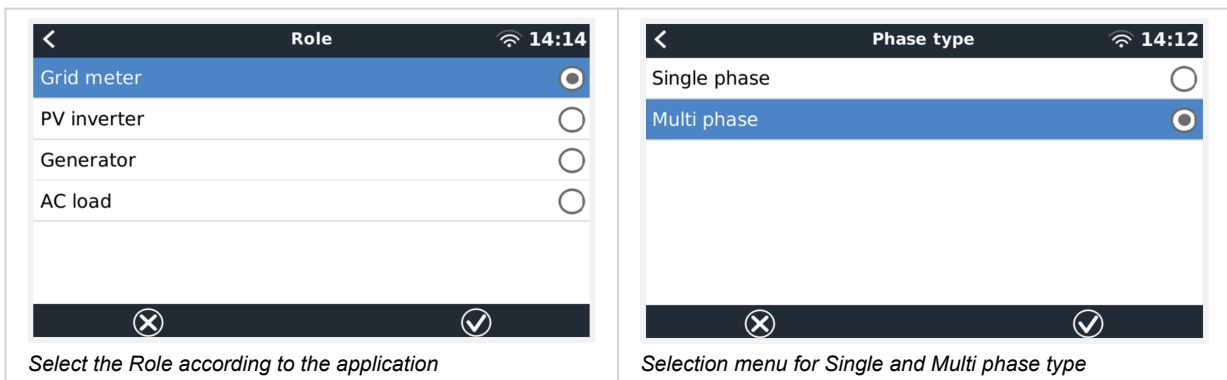 Role 14:14
Grid meter
PV inverter
Generator
AC load
Select the Role according to the application
Phase type 14:12
Single phase
Multi phase
Selection menu for Single and Multi phase type